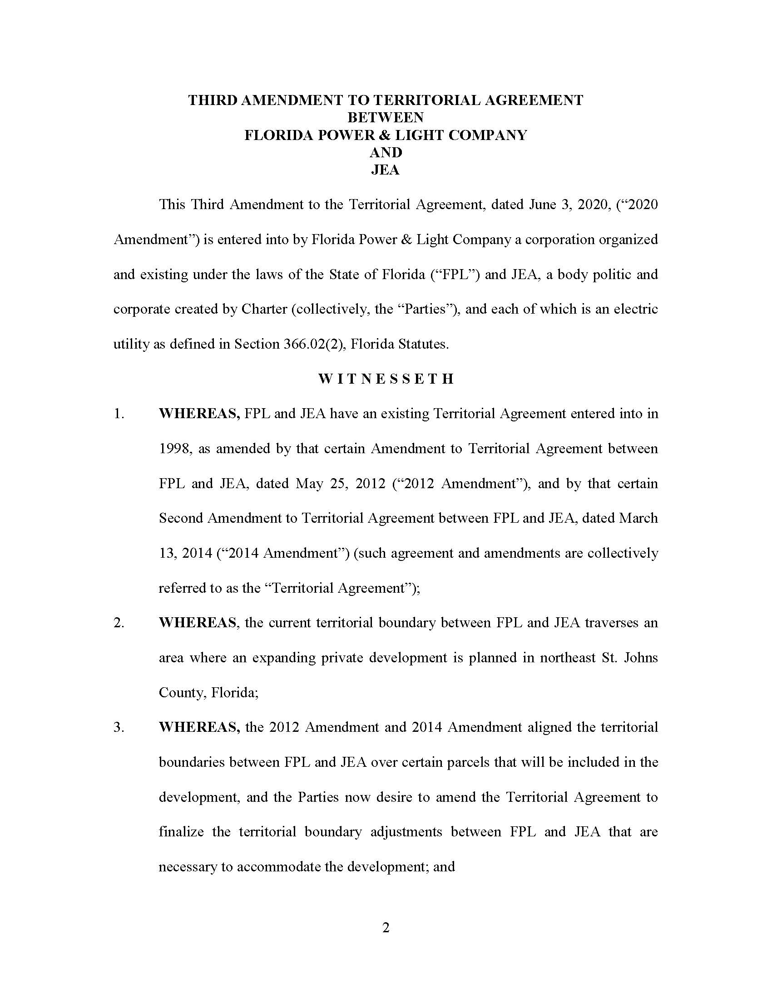 THIRD AMENDMENT TO TERRITORIAL AGREEMENT
BETWEEN
FLORIDA POWER & LIGHT COMPANY
AND
JEA
This Third Amendment to the Territorial Agreement, dated June 3, 2020, (“2020
Amendment”) is entered into by Florida Power & Light Company a corporation organized
and existing under the laws of the State of Florida (“FPL”) and JEA, a body politic and
corporate created by Charter (collectively, the “Parties”), and each of which is an electric
utility as defined in Section 366.02(2), Florida Statutes.
W I T N E S S E T H
1. WHEREAS, FPL and JEA have an existing Territorial Agreement entered into in
1998, as amended by that certain Amendment to Territorial Agreement between
FPL and JEA, dated May 25, 2012 (“2012 Amendment”), and by that certain
Second Amendment to Territorial Agreement between FPL and JEA, dated March
13, 2014 (“2014 Amendment”) (such agreement and amendments are collectively
referred to as the “Territorial Agreement”);
2. WHEREAS, the current territorial boundary between FPL and JEA traverses an
area where an expanding private development is planned in northeast St. Johns
County, Florida;
3. WHEREAS, the 2012 Amendment and 2014 Amendment aligned the territorial
boundaries between FPL and JEA over certain parcels that will be included in the
development, and the Parties now desire to amend the Territorial Agreement to
finalize the territorial boundary adjustments between FPL and JEA that are
necessary to accommodate the development; and
2